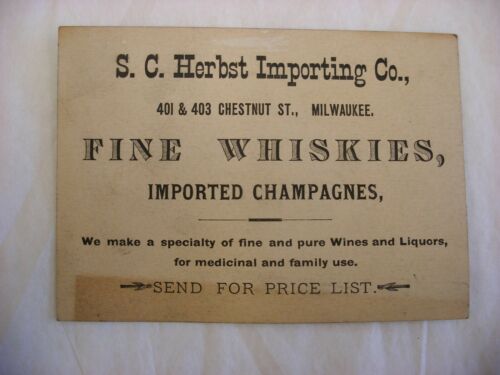 S. C. Herbst Importing Co.,
401 & 403 CHESTNUT ST., MILWAUKEE.
FINE WHISKIES,
IMPORTED CHAMPAGNES,
We make a specialty of fine and pure Wines and Liquors,
for medicinal and family use.
SEND FOR PRICE LIST.